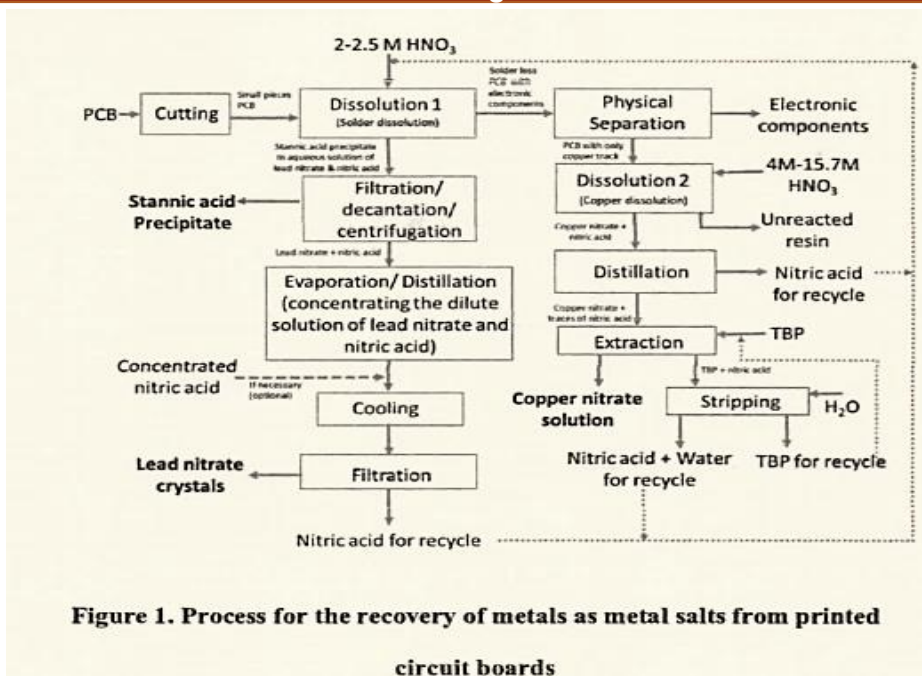 2-2.5 M HNO3
PCB
Cutting
Small pieces
PCB
Dissolution 1
(Solder dissolution)
Solder less
PCB with
electronic
components
Physical
Separation
Electronic
components
Stannic acid precipitate
in aqueous solution of
lead nitrate & nitric acid
PCB with only
copper track
Filtration/
decantation/
centrifugation
Stannic acid
Precipitate
Dissolution 2
(Copper dissolution)
4M-15.7M
HNO3
Unreacted
resin
Lead nitrate + nitric acid
Copper nitrate +
nitric acid
Evaporation/ Distillation
(concentrating the dilute
solution of lead nitrate and
nitric acid)
Distillation
Nitric acid
for recycle
Copper nitrate +
traces of nitric acid
Extraction
TBP
Concentrated
nitric acid
If necessary
(optional)
TBP + nitric acid
Cooling
Copper nitrate
solution
Stripping
H2O
Lead nitrate
crystals
Filtration
Nitric acid + Water
for recycle
TBP for recycle
Nitric acid for recycle
Figure 1. Process for the recovery of metals as metal salts from printed
circuit boards